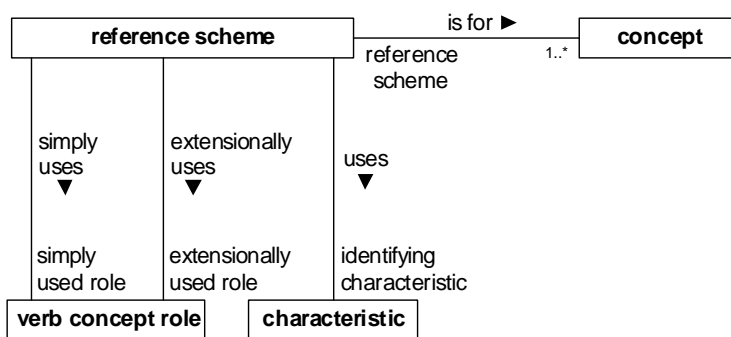 is for ►
reference scheme
concept
reference
scheme
1..*
simply
uses
▼
extensionally
uses
▼
uses
▼
simply
used role
extensionally
used role
identifying
characteristic
verb concept role
characteristic